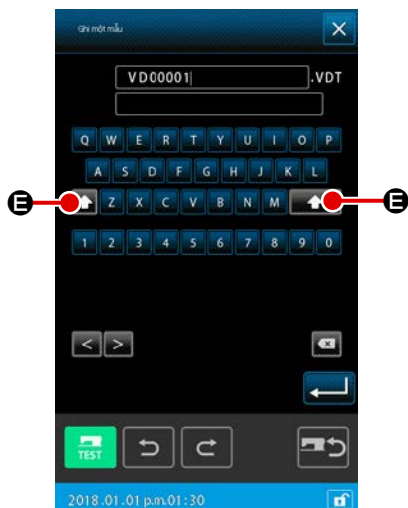 Ghi một mẫu
VD00001 .VDT
Q W E R T Y U I O P
A S D F G H J K L
E Z X C V B N M E
1 2 3 4 5 6 7 8 9 0
< >
TEST
2018.01.01 p.m.01:30